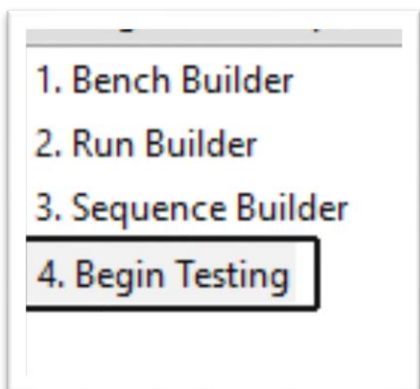 1. Bench Builder
2. Run Builder
3. Sequence Builder
4. Begin Testing